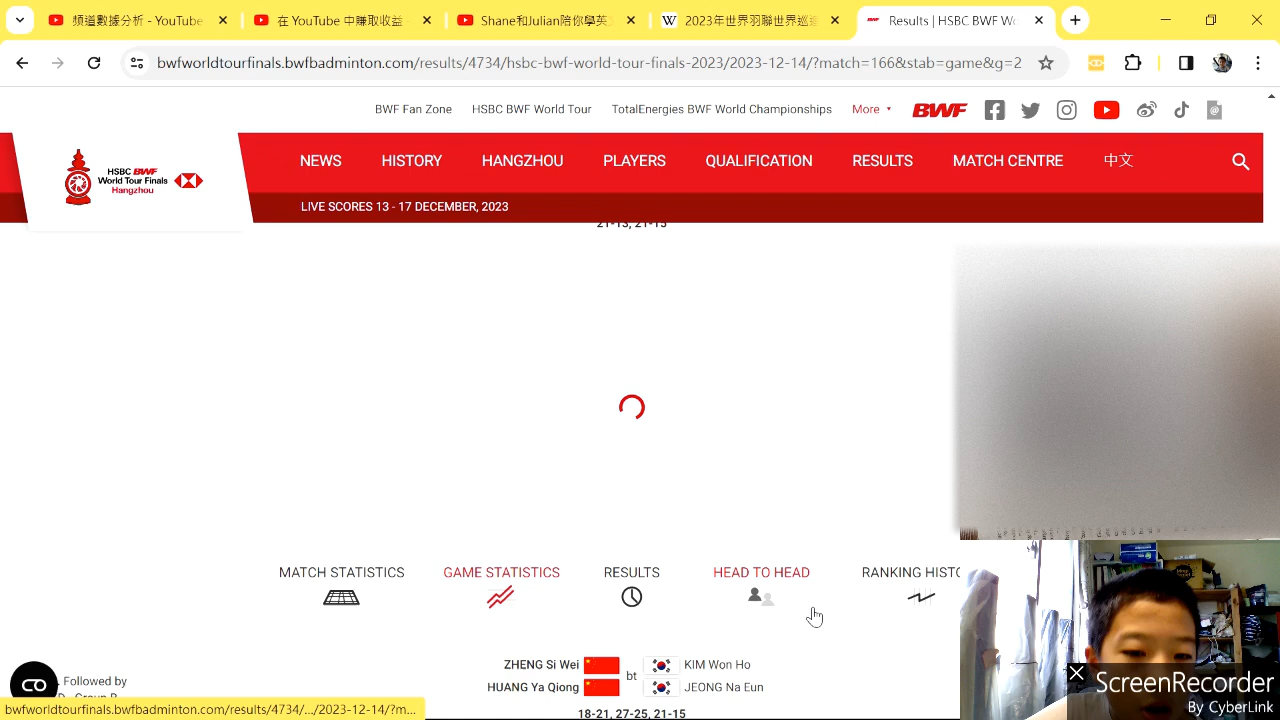 頻道數據分析 - YouTube
在 YouTube 中賺取收益 -
Shane和Julian陪你學英
2023年世界羽聯世界巡
Results | HSBC BWF Wo
bwfworldtourfinals.bwfbadminton.com/results/4734/hsbc-bwf-world-tour-finals-2023/2023-12-14/?match=166&stab=game&g=2
BWF Fan Zone HSBC BWF World Tour TotalEnergies BWF World Championships More BWF
HSBC BWF
World Tour Finals
Hangzhou
NEWS HISTORY HANGZHOU PLAYERS QUALIFICATION RESULTS MATCH CENTRE 中文
LIVE SCORES 13 - 17 DECEMBER, 2023
21-13, 21-15
MATCH STATISTICS GAME STATISTICS RESULTS HEAD TO HEAD RANKING HISTO
ZHENG Si Wei bt KIM Won Ho
HUANG Ya Qiong JEONG Na Eun
18-21, 27-25, 21-15
. Followed by
D - Group B
bwfworldtourfinals.bwfbadminton.com/results/4734/.../2023-12-14/?m...
ScreenRecorder
By CyberLink